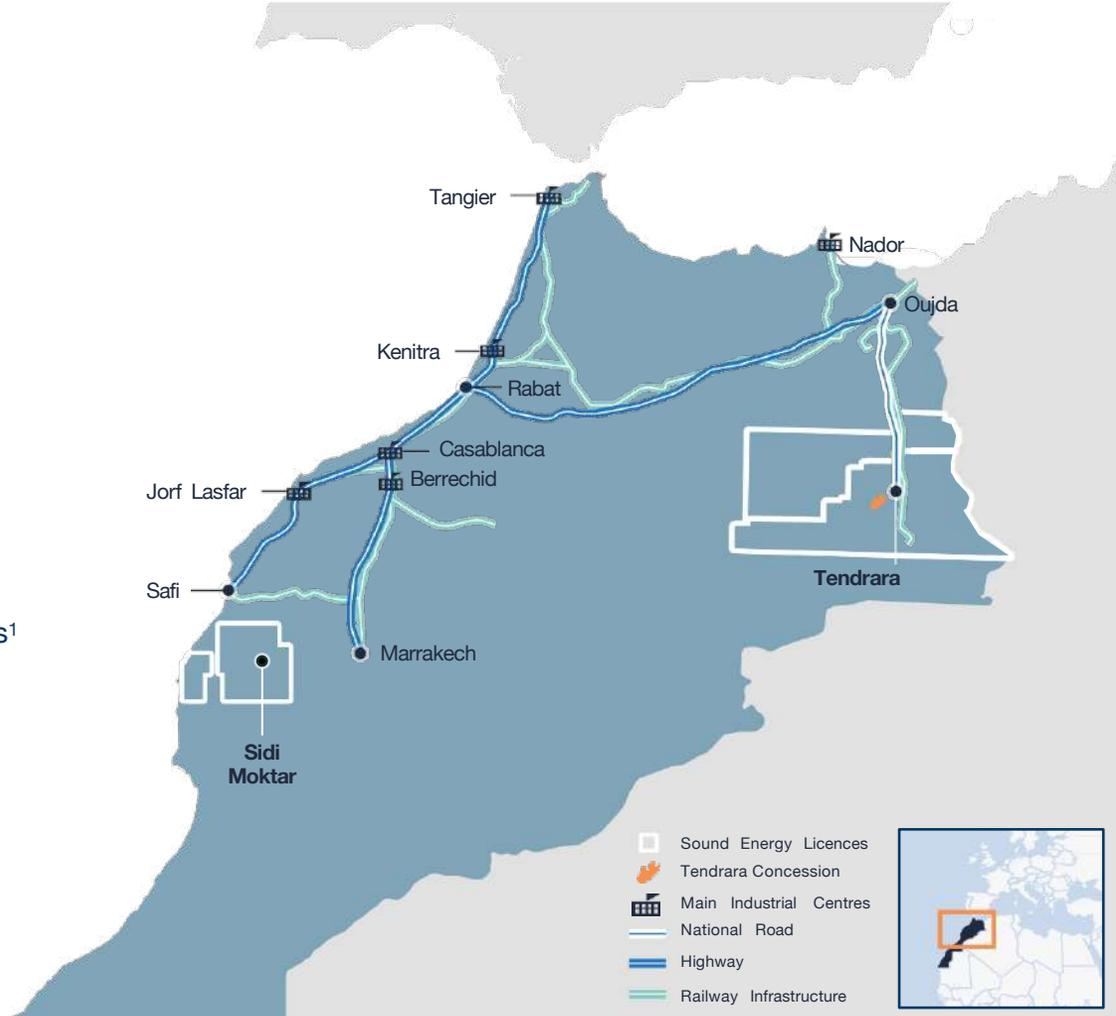 Tangier
Nador
Oujda
Kenitra
Rabat
Casablanca
Berrechid
Jorf Lasfar
Tendrara
Safi
s¹
Marrakech
Sidi
Moktar
Sound Energy Licences
Tendrara Concession
Main Industrial Centres
National Road
Highway
Railway Infrastructure